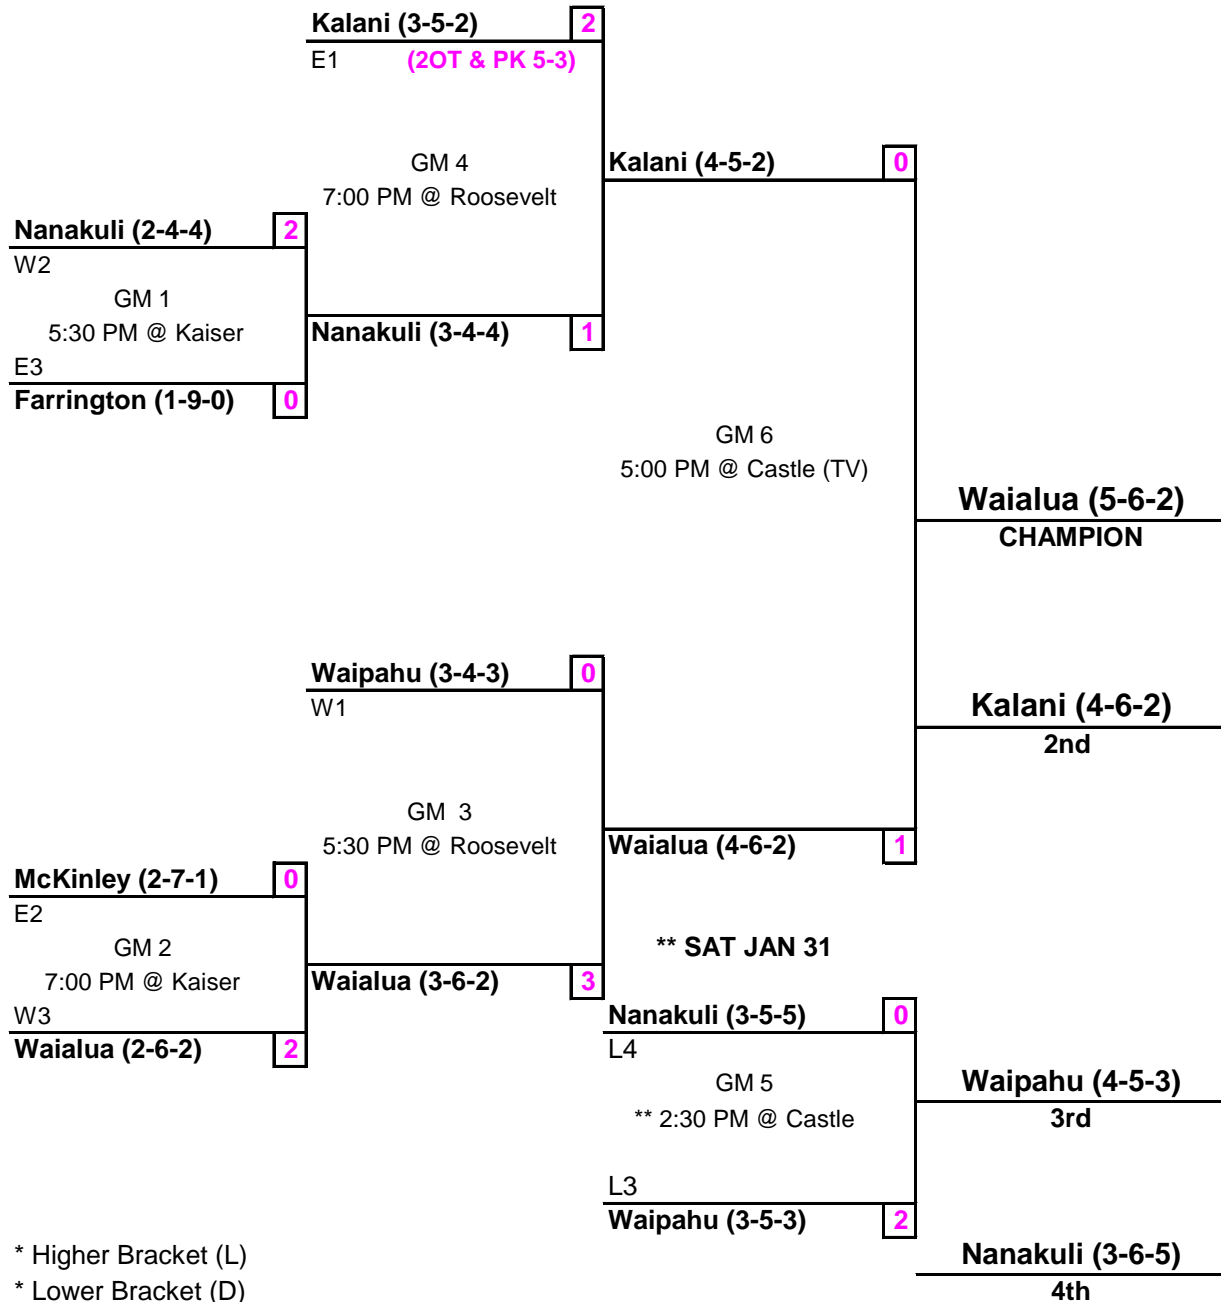 Kalani (3-5-2) 2
E1 (2OT & PK 5-3)
GM 4
7:00 PM @ Roosevelt
Kalani (4-5-2) 0
Nanakuli (2-4-4) 2
W2
GM 1
5:30 PM @ Kaiser
E3
Farrington (1-9-0) 0
Nanakuli (3-4-4) 1
GM 6
5:00 PM @ Castle (TV)
Waialua (5-6-2)
CHAMPION
Waipahu (3-4-3) 0
W1
Kalani (4-6-2)
2nd
GM 3
5:30 PM @ Roosevelt
Waialua (4-6-2) 1
McKinley (2-7-1) 0
E2
GM 2
7:00 PM @ Kaiser
W3
Waialua (2-6-2) 2
Waialua (3-6-2) 3
** SAT JAN 31
Nanakuli (3-5-5) 0
L4
GM 5
** 2:30 PM @ Castle
L3
Waipahu (3-5-3) 2
Waipahu (4-5-3)
3rd
* Higher Bracket (L)
* Lower Bracket (D)
Nanakuli (3-6-5)
4th